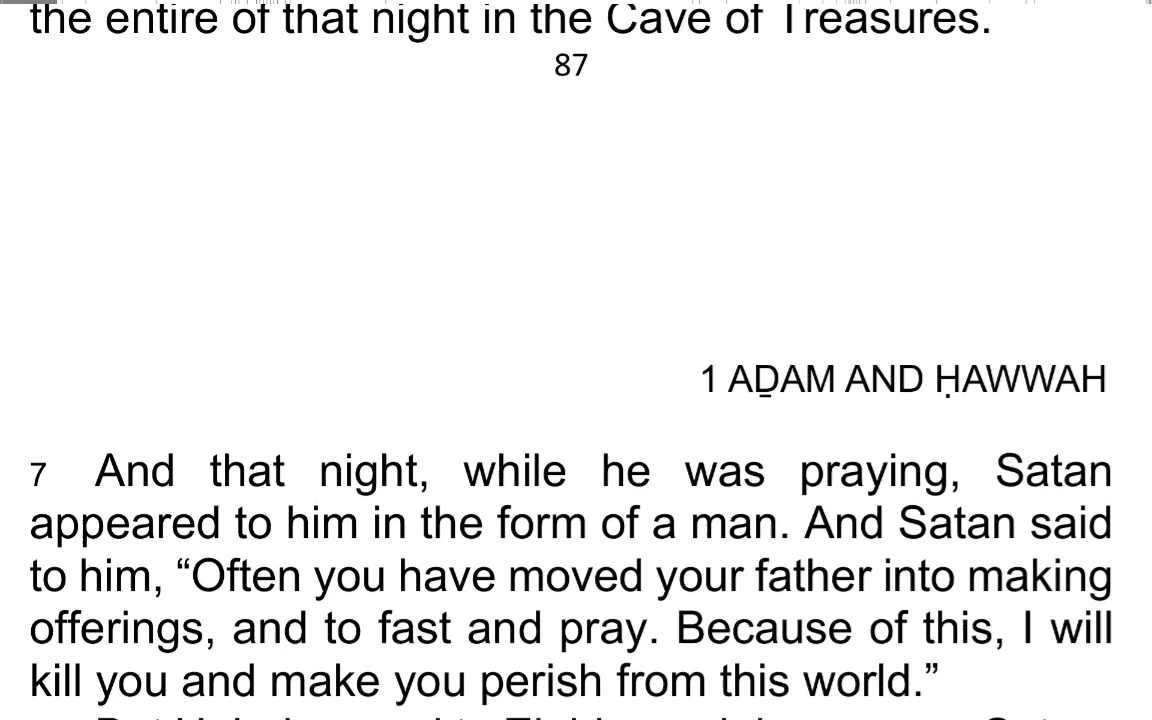 the entire of that night in the Cave of Treasures.
87
1 AḎAM AND ḤAWWAH
7 And that night, while he was praying, Satan
appeared to him in the form of a man. And Satan said
to him, “Often you have moved your father into making
offerings, and to fast and pray. Because of this, I will
kill you and make you perish from this world.”